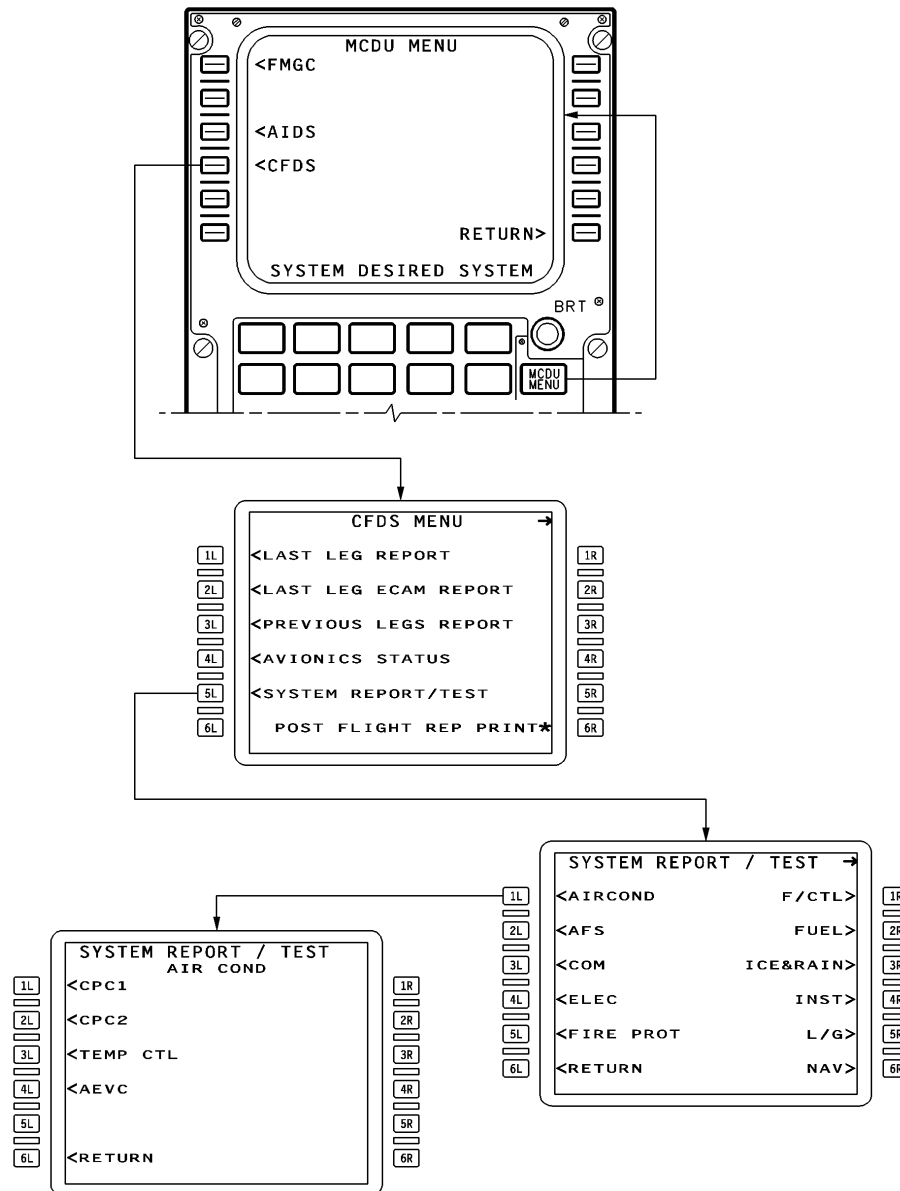 MCDU MENU
<FMGC
<AIDS
<CFDS
RETURN>
SYSTEM DESIRED SYSTEM
BRT
MCDU
MENU
CFDS MENU →
1L <LAST LEG REPORT 1R
2L <LAST LEG ECAM REPORT 2R
3L <PREVIOUS LEGS REPORT 3R
4L <AVIONICS STATUS 4R
5L <SYSTEM REPORT/TEST 5R
6L POST FLIGHT REP PRINT* 6R
SYSTEM REPORT / TEST →
1L <AIRCOND F/CTL> 1R
2L <AFS FUEL> 2R
3L <COM ICE&RAIN> 3R
4L <ELEC INST> 4R
5L <FIRE PROT L/G> 5R
6L <RETURN NAV> 6R
SYSTEM REPORT / TEST
AIR COND
1L <CPC1 1R
2L <CPC2 2R
3L <TEMP CTL 3R
4L <AEVC 4R
5L 5R
6L <RETURN 6R